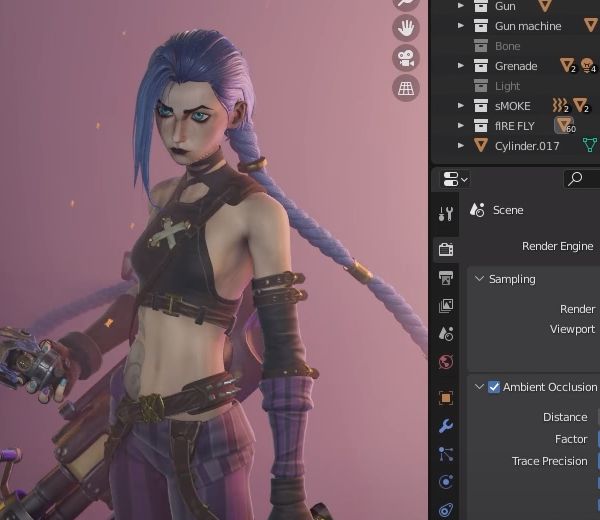 Gun
Gun machine
Bone
Grenade
2
4
Light
sMOKE
2
2
fIRE FLY
60
Cylinder.017
Scene
Render Engine
Sampling
Render
Viewport
Ambient Occlusion
Distance
Factor
Trace Precision